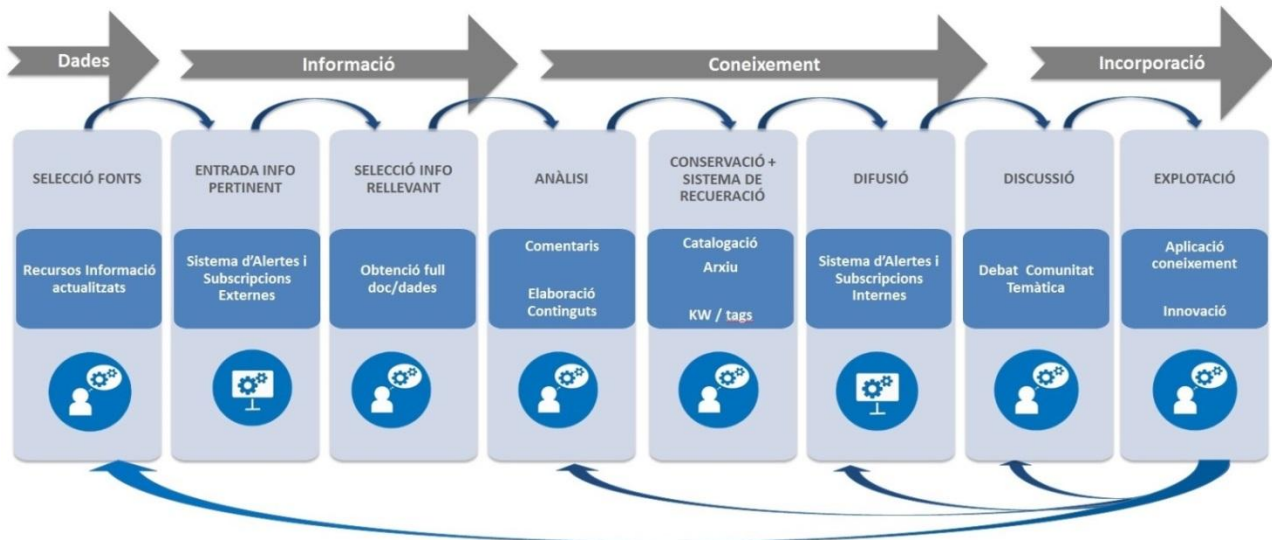 Dades
Informació
Coneixement
Incorporació
SELECCIÓ FONTS
Recursos Informació
actualitzats
ENTRADA INFO
PERTINENT
Sistema d'Alertes i
Subscripcions
Externes
SELECCIÓ INFO
RELLEVANT
Obtenció full
doc/dades
ANÀLISI
Comentaris
Elaboració
Continguts
CONSERVACIÓ +
SISTEMA DE
RECUERACIÓ
Catalogació
Arxiu
KW / tags
DIFUSIÓ
Sistema d'Alertes i
Subscripcions
Internes
DISCUSSIÓ
Debat Comunitat
Temàtica
EXPLOTACIÓ
Aplicació
coneixement
Innovació